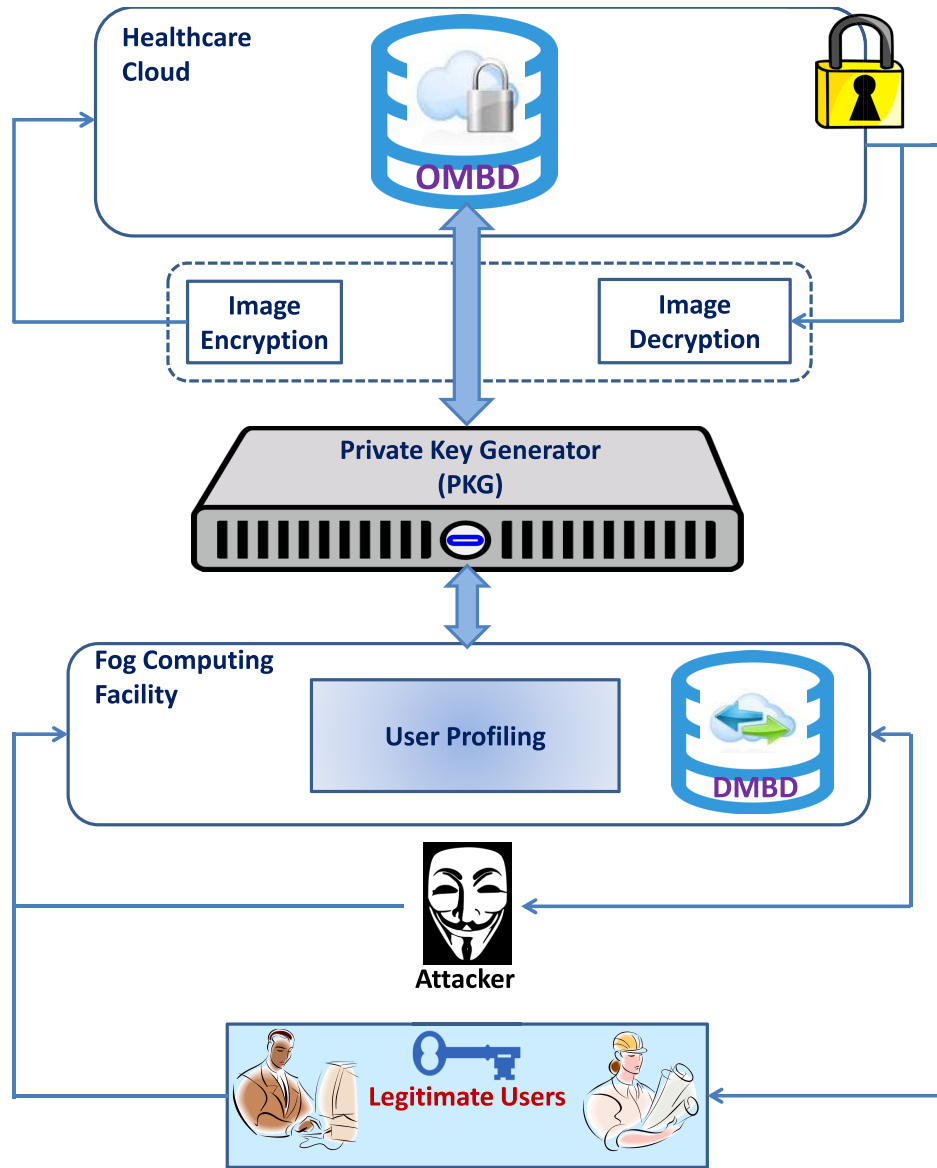 Healthcare
Cloud
OMBD
Image
Encryption
Image
Decryption
Private Key Generator
(PKG)
Fog Computing
Facility
User Profiling
DMBD
Attacker
Legitimate Users